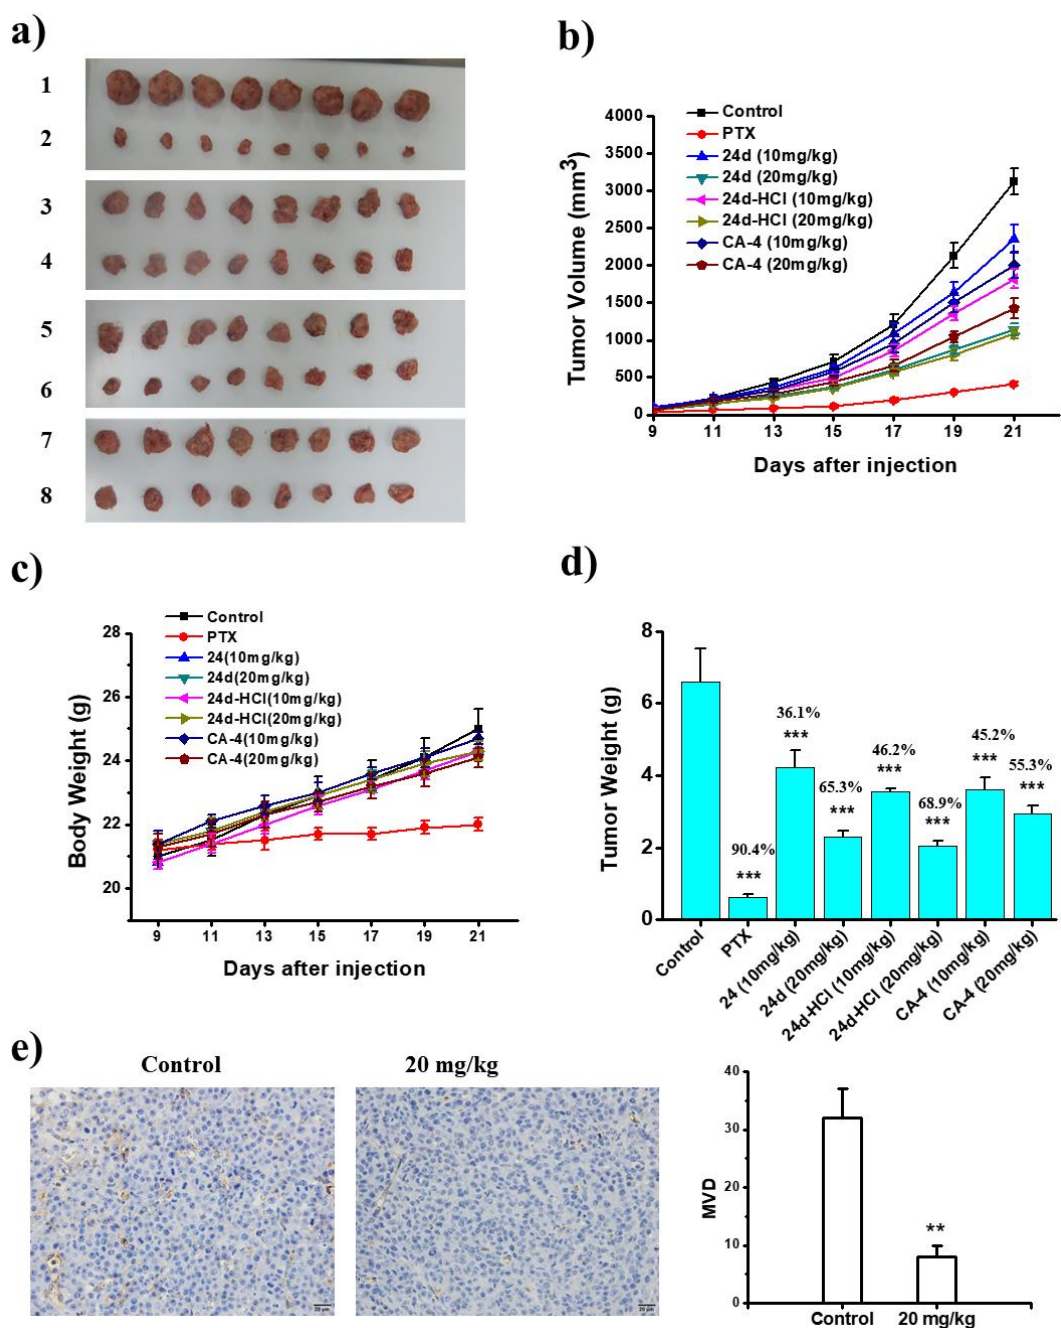 a)
1
2
3
4
5
6
7
8
b)
Control
PTX
24d (10mg/kg)
24d (20mg/kg)
24d-HCl (10mg/kg)
24d-HCl (20mg/kg)
CA-4 (10mg/kg)
CA-4 (20mg/kg)
Tumor Volume (mm3)
4000
3500
3000
2500
2000
1500
1000
500
0
9 11 13 15 17 19 21
Days after injection
c)
Control
PTX
24(10mg/kg)
24d(20mg/kg)
24d-HCl(10mg/kg)
24d-HCl(20mg/kg)
CA-4(10mg/kg)
CA-4(20mg/kg)
Body Weight (g)
28
26
24
22
20
9 11 13 15 17 19 21
Days after injection
d)
Tumor Weight (g)
8
6
4
2
0
90.4%
***
36.1%
***
65.3%
***
46.2%
***
68.9%
***
45.2%
***
55.3%
***
Control
PTX
24 (10mg/kg)
24d (20mg/kg)
24d-HCl (10mg/kg)
24d-HCl (20mg/kg)
CA-4 (10mg/kg)
CA-4 (20mg/kg)
e)
Control
20 mg/kg
20 μm
20 μm
MVD
40
30
20
10
0
**
Control 20 mg/kg